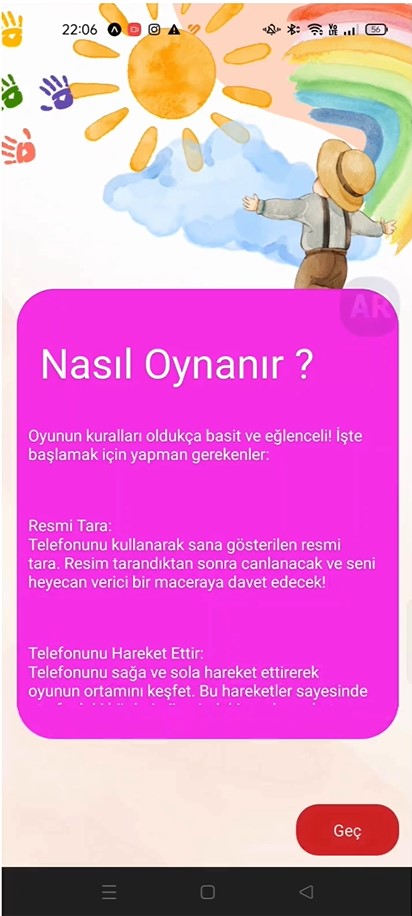 22:06
VO
LTE
56
AR
Nasıl Oynanır ?
Oyunun kuralları oldukça basit ve eğlenceli! İşte
başlamak için yapman gerekenler:
Resmi Tara:
Telefonunu kullanarak sana gösterilen resmi
tara. Resim tarandıktan sonra canlanacak ve seni
heyecan verici bir maceraya davet edecek!
Telefonunu Hareket Ettir:
Telefonunu sağa ve sola hareket ettirerek
oyunun ortamını keşfet. Bu hareketler sayesinde
Geç